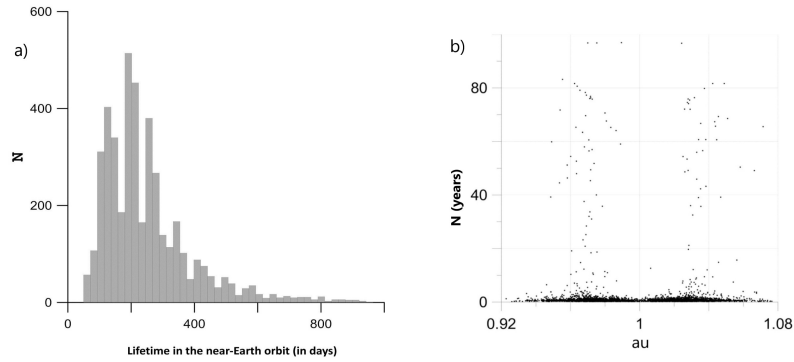 a)
600
400
200
0
N
0
400
800
Lifetime in the near-Earth orbit (in days)
b)
80
40
0
N (years)
0.92
1
1.08
au